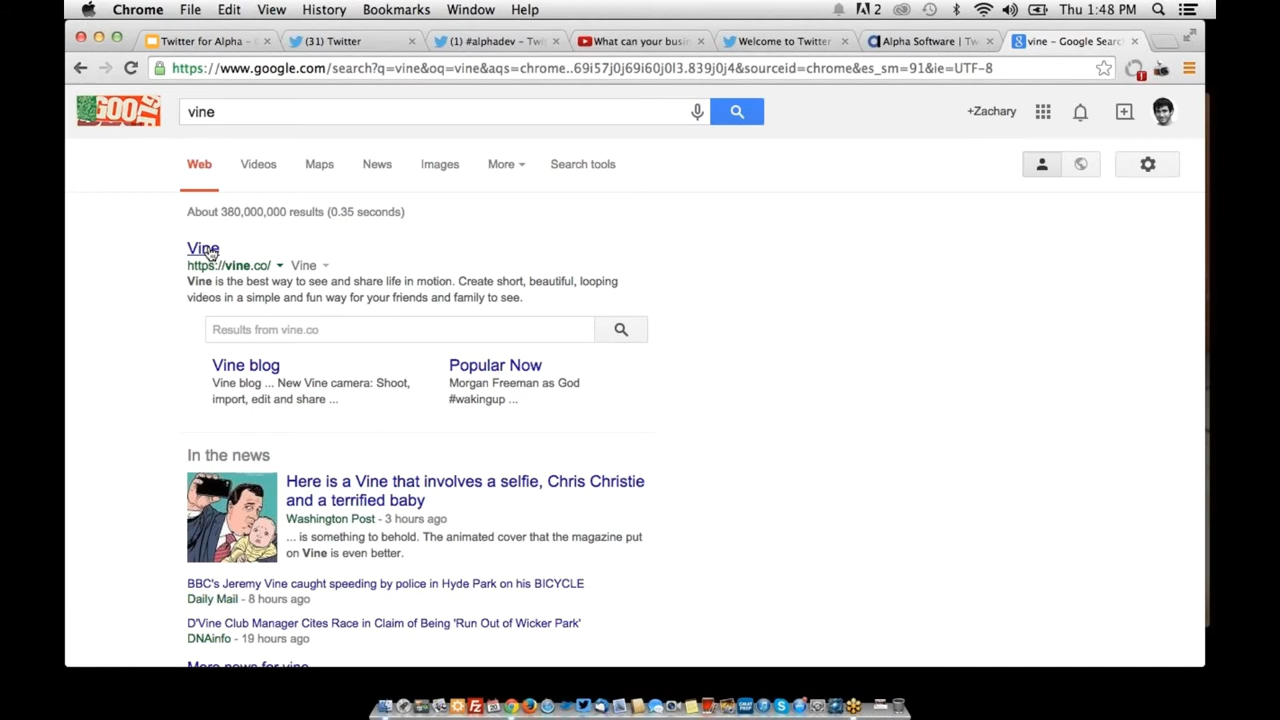 Chrome File Edit View History Bookmarks Window Help 2 Thu 1:48 PM
Twitter for Alpha - × (31) Twitter × (1) #alphadev - Twi × What can your busi × Welcome to Twitter × Alpha Software | Tw × vine - Google Searc ×
https://www.google.com/search?q=vine&oq=vine&aqs=chrome..69i57j0j69i60j0l3.839j0j4&sourceid=chrome&es_sm=91&ie=UTF-8
vine +Zachary
Web Videos Maps News Images More Search tools
About 380,000,000 results (0.35 seconds)
Vine
https://vine.co/ Vine
Vine is the best way to see and share life in motion. Create short, beautiful, looping
videos in a simple and fun way for your friends and family to see.
Results from vine.co
Vine blog Popular Now
Vine blog ... New Vine camera: Shoot, Morgan Freeman as God
import, edit and share ... #wakingup ...
In the news
Here is a Vine that involves a selfie, Chris Christie
and a terrified baby
Washington Post - 3 hours ago
... is something to behold. The animated cover that the magazine put
on Vine is even better.
BBC's Jeremy Vine caught speeding by police in Hyde Park on his BICYCLE
Daily Mail - 8 hours ago
D'Vine Club Manager Cites Race in Claim of Being 'Run Out of Wicker Park'
DNAinfo - 19 hours ago
More news for vine